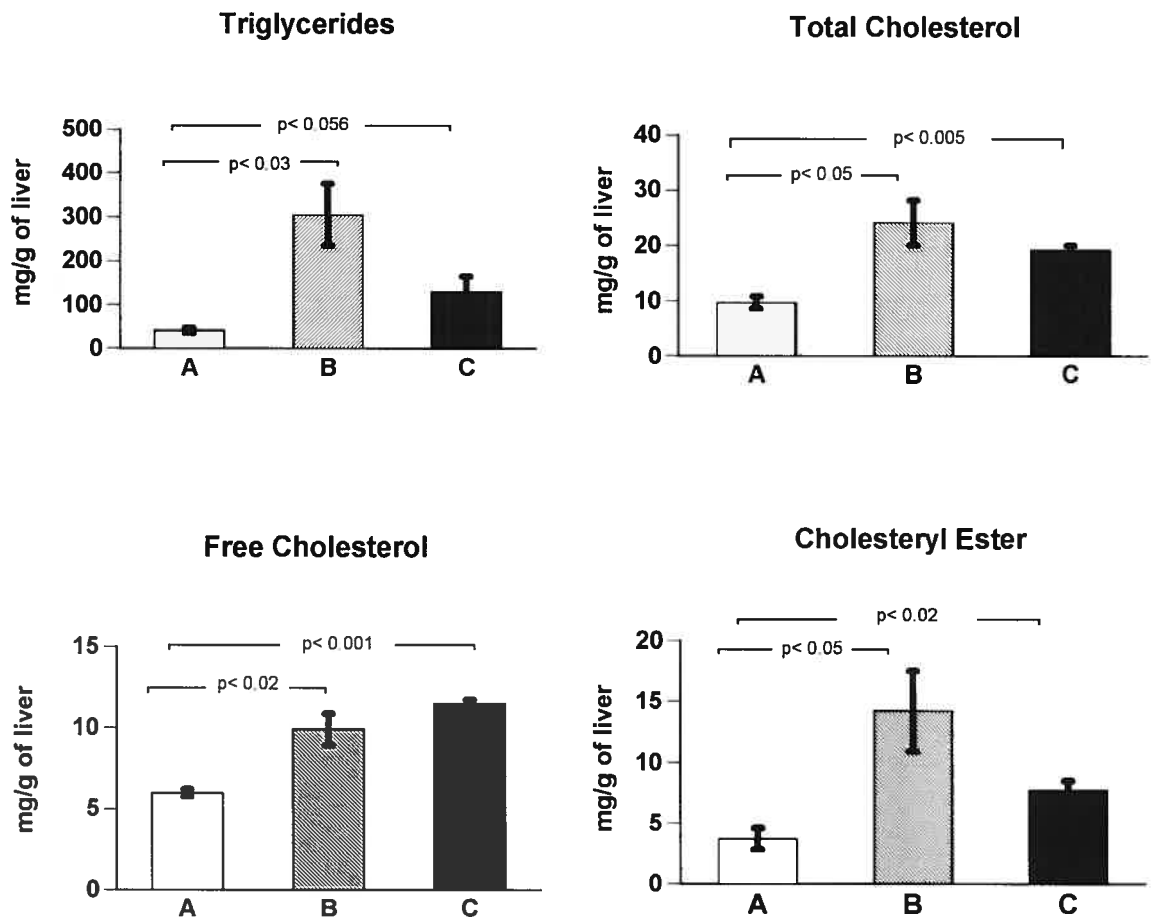 Triglycerides
mg/g of liver
500
400
300
200
100
0
p< 0.056
p< 0.03
A B C
Total Cholesterol
mg/g of liver
40
30
20
10
0
p< 0.005
p< 0.05
A B C
Free Cholesterol
mg/g of liver
15
10
5
0
p< 0.001
p< 0.02
A B C
Cholesteryl Ester
mg/g of liver
20
15
10
5
0
p< 0.02
p< 0.05
A B C